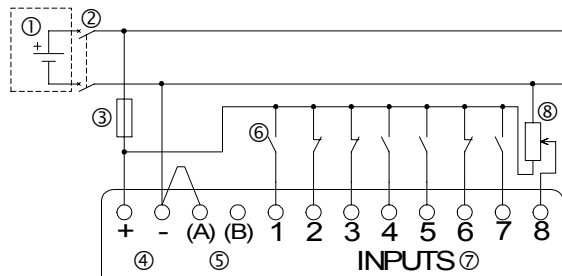 ① ②
+
③ ⑥ ⑧
+ - (A) (B) 1 2 3 4 5 6 7 8
④ ⑤ INPUTS ⑦